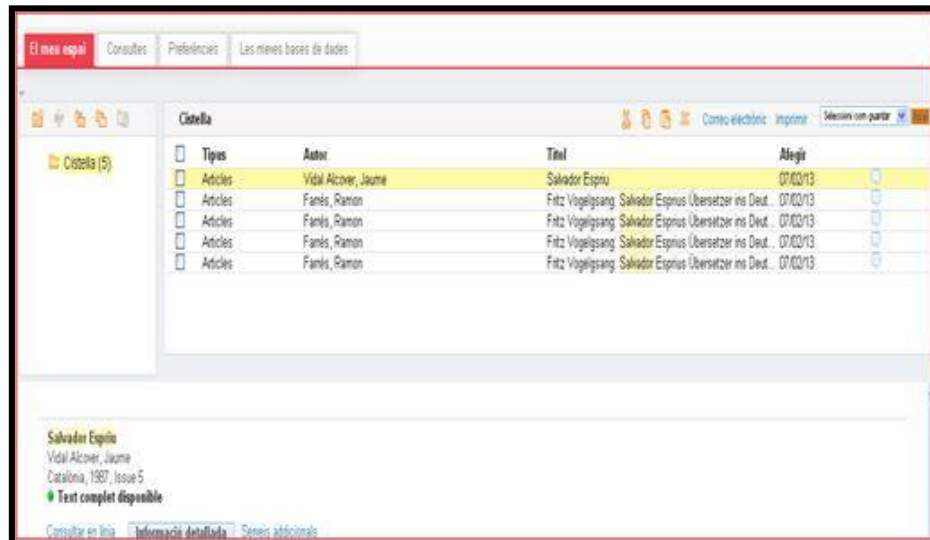 El meu espai Consultes Preferències Les meves bases de dades
Cistella Correu electrònic Imprimir Seleccioni com guardar
Cistella (5)
Tipus Autor Títol Afegir
Articles Vidal Alcover, Jaume Salvador Espriu 07/02/13
Articles Farrés, Ramon Fritz Vogelgsang: Salvador Esprius Übersetzer ins Deut... 07/02/13
Articles Farrés, Ramon Fritz Vogelgsang: Salvador Esprius Übersetzer ins Deut... 07/02/13
Articles Farrés, Ramon Fritz Vogelgsang: Salvador Esprius Übersetzer ins Deut... 07/02/13
Articles Farrés, Ramon Fritz Vogelgsang: Salvador Esprius Übersetzer ins Deut... 07/02/13
Salvador Espriu
Vidal Alcover, Jaume
Catalònia, 1987, Issue 5
Text complet disponible
Consultar en línia Informació detallada Serveis addicionals